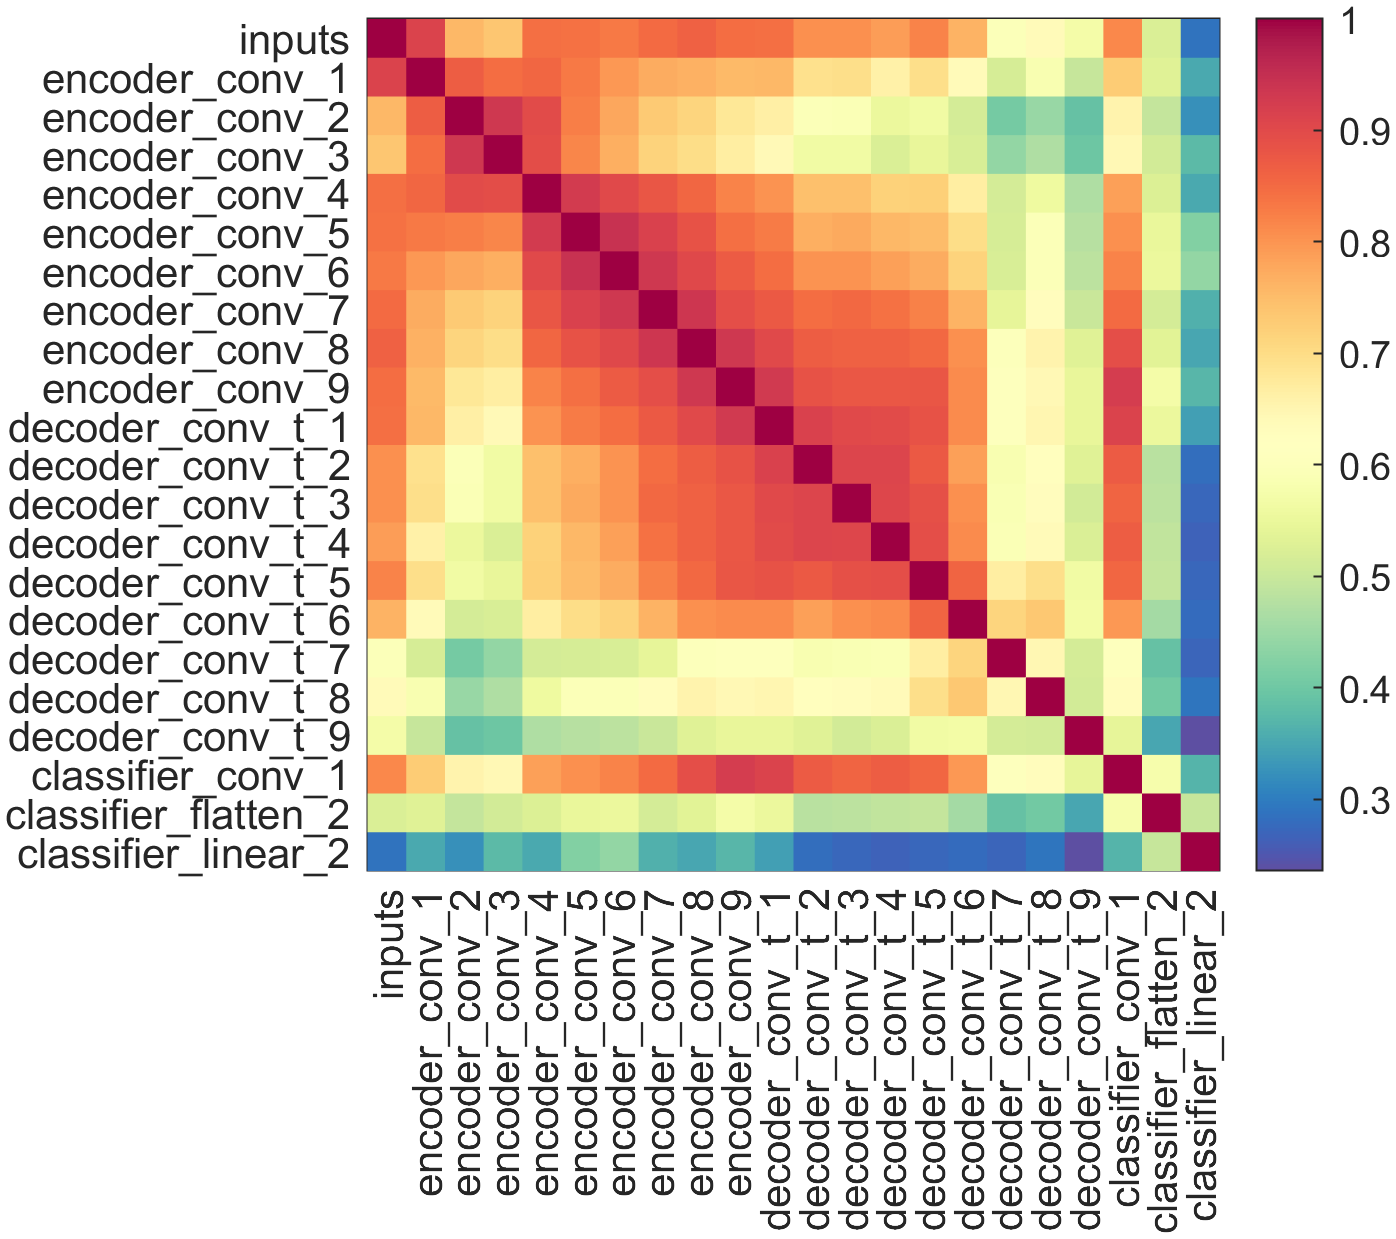 inputs
encoder_conv_1
encoder_conv_2
encoder_conv_3
encoder_conv_4
encoder_conv_5
encoder_conv_6
encoder_conv_7
encoder_conv_8
encoder_conv_9
decoder_conv_t_1
decoder_conv_t_2
decoder_conv_t_3
decoder_conv_t_4
decoder_conv_t_5
decoder_conv_t_6
decoder_conv_t_7
decoder_conv_t_8
decoder_conv_t_9
classifier_conv_1
classifier_flatten_2
classifier_linear_2
inputs
encoder_conv_1
encoder_conv_2
encoder_conv_3
encoder_conv_4
encoder_conv_5
encoder_conv_6
encoder_conv_7
encoder_conv_8
encoder_conv_9
decoder_conv_t_1
decoder_conv_t_2
decoder_conv_t_3
decoder_conv_t_4
decoder_conv_t_5
decoder_conv_t_6
decoder_conv_t_7
decoder_conv_t_8
decoder_conv_t_9
classifier_conv_1
classifier_flatten_2
classifier_linear_2
1
0.9
0.8
0.7
0.6
0.5
0.4
0.3